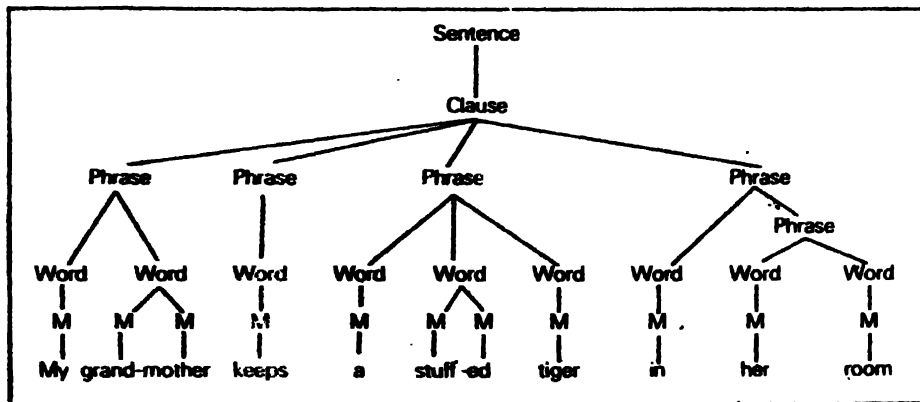 Sentence
Clause
Phrase Phrase Phrase Phrase
Phrase
Word Word Word Word Word Word Word Word Word
M M M M M M M M M M M
My grand-mother keeps a stuff-ed tiger in her room